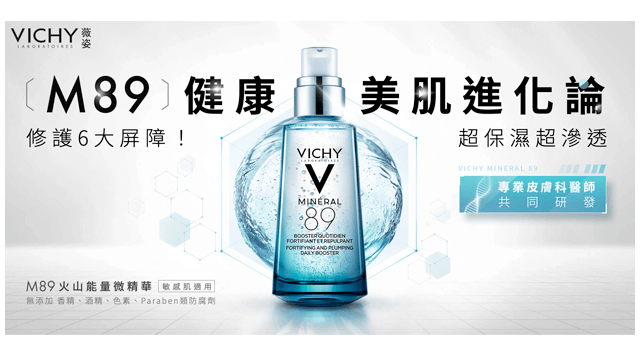 VICHY 薇姿
LABORATOIRES
〔M89〕健康 美肌進化論
修護6大屏障！
超保濕超滲透
VICHY MINERAL 89
專業皮膚科醫師
共同研發
VICHY
LABORATOIRES
MINÉRAL
89
BOOSTER QUOTIDIEN
FORTIFIANT ET REPULPANT
FORTIFYING AND PLUMPING
DAILY BOOSTER
M89火山能量微精華 敏感肌適用
無添加 香精、酒精、色素、Paraben類防腐劑